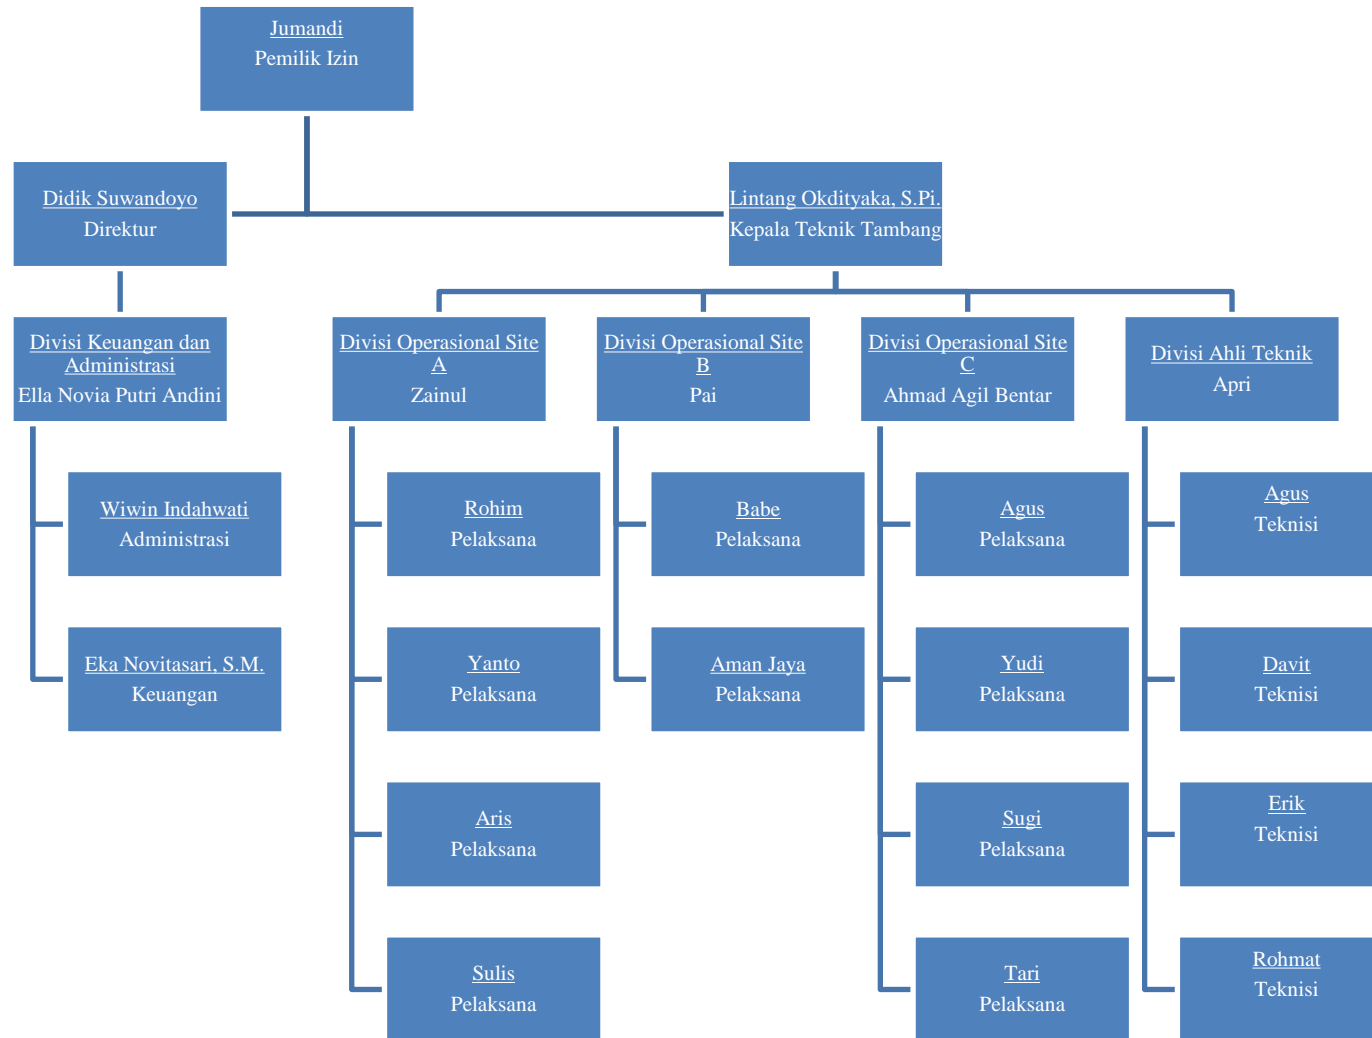 Jumandi
Pemilik Izin
Didik Suwandoyo
Direktur
Lintang Okdityaka, S.Pi.
Kepala Teknik Tambang
Divisi Keuangan dan
Administrasi
Ella Novia Putri Andini
Divisi Operasional Site
A
Zainul
Divisi Operasional Site
B
Pai
Divisi Operasional Site
C
Ahmad Agil Bentar
Divisi Ahli Teknik
Apri
Wiwin Indahwati
Administrasi
Eka Novitasari, S.M.
Keuangan
Rohim
Pelaksana
Yanto
Pelaksana
Aris
Pelaksana
Sulis
Pelaksana
Babe
Pelaksana
Aman Jaya
Pelaksana
Agus
Pelaksana
Yudi
Pelaksana
Sugi
Pelaksana
Tari
Pelaksana
Agus
Teknisi
Davit
Teknisi
Erik
Teknisi
Rohmat
Teknisi